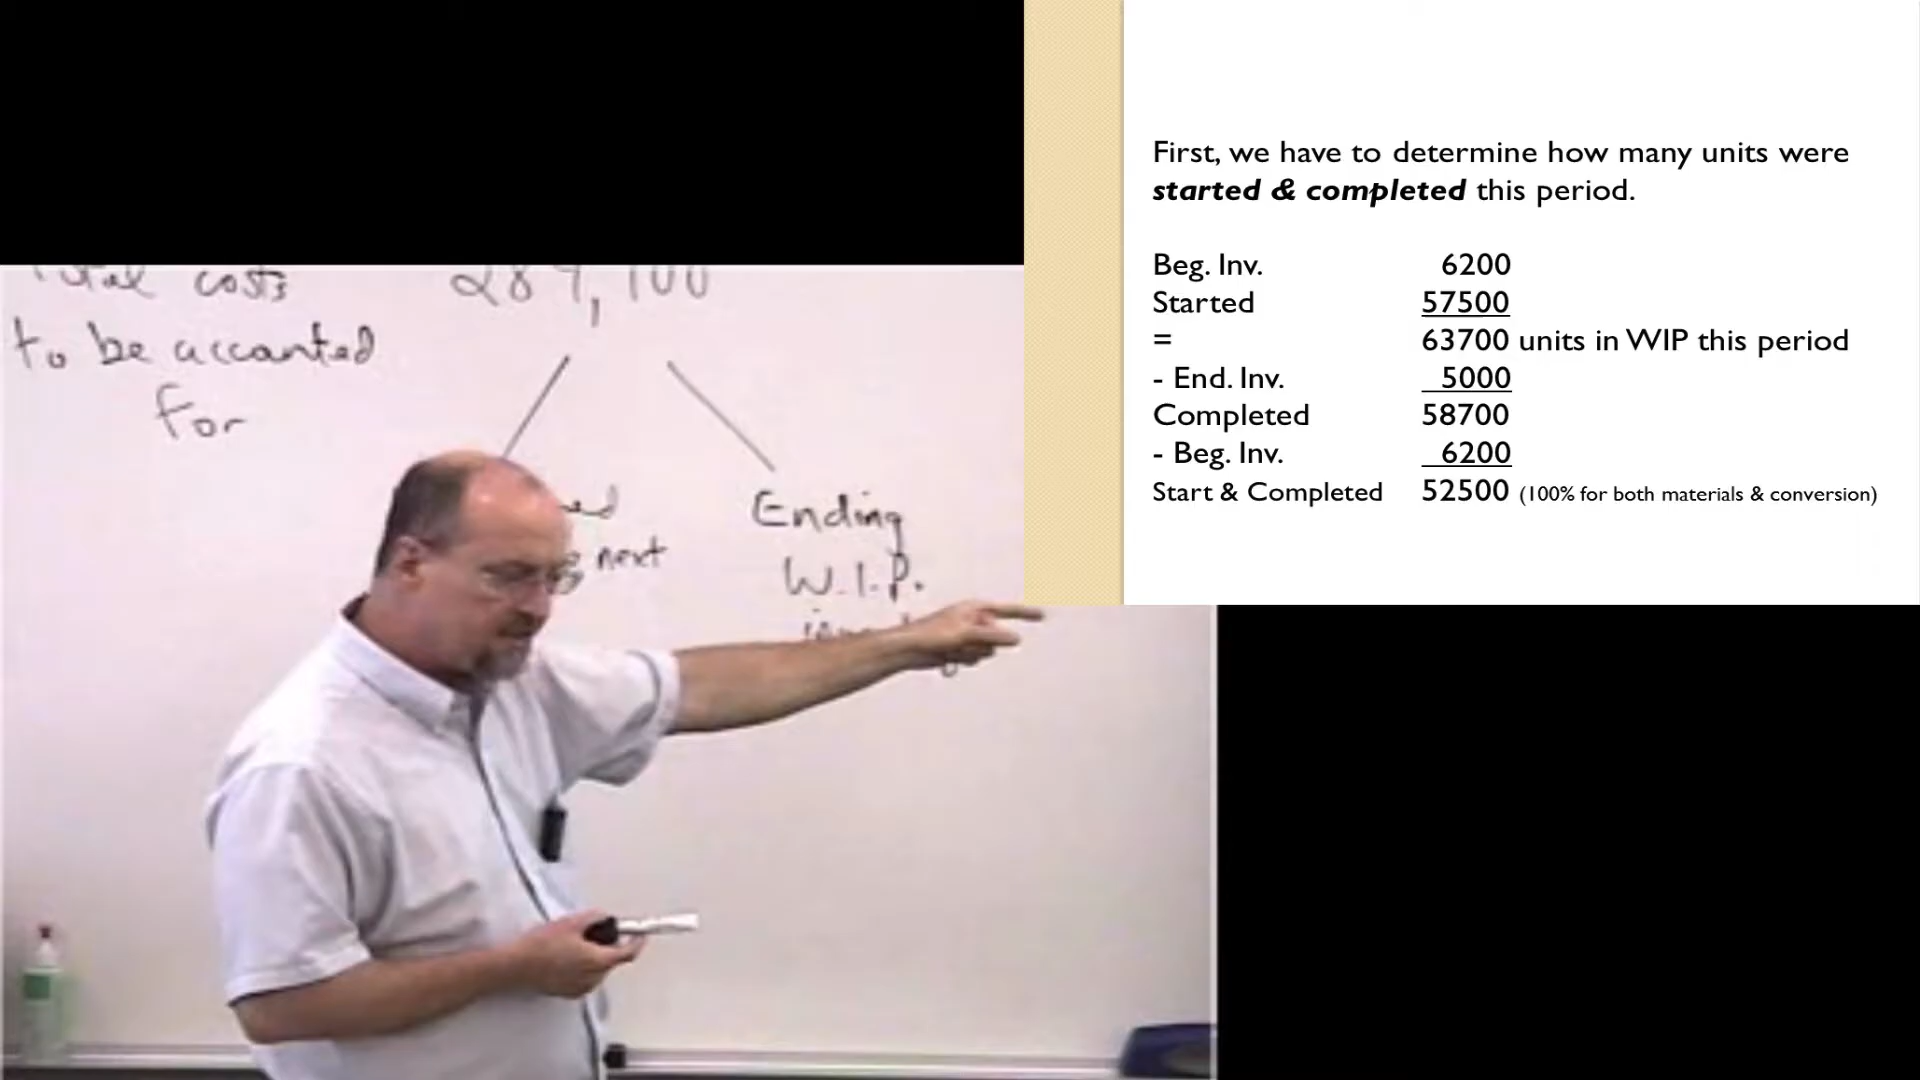 Total costs
to be accounted
for
ed
next
Ending
W.I.P.
First, we have to determine how many units were
started & completed this period.
Beg. Inv. 6200
Started 57500
= 63700 units in WIP this period
- End. Inv. 5000
Completed 58700
- Beg. Inv. 6200
Start & Completed 52500 (100% for both materials & conversion)